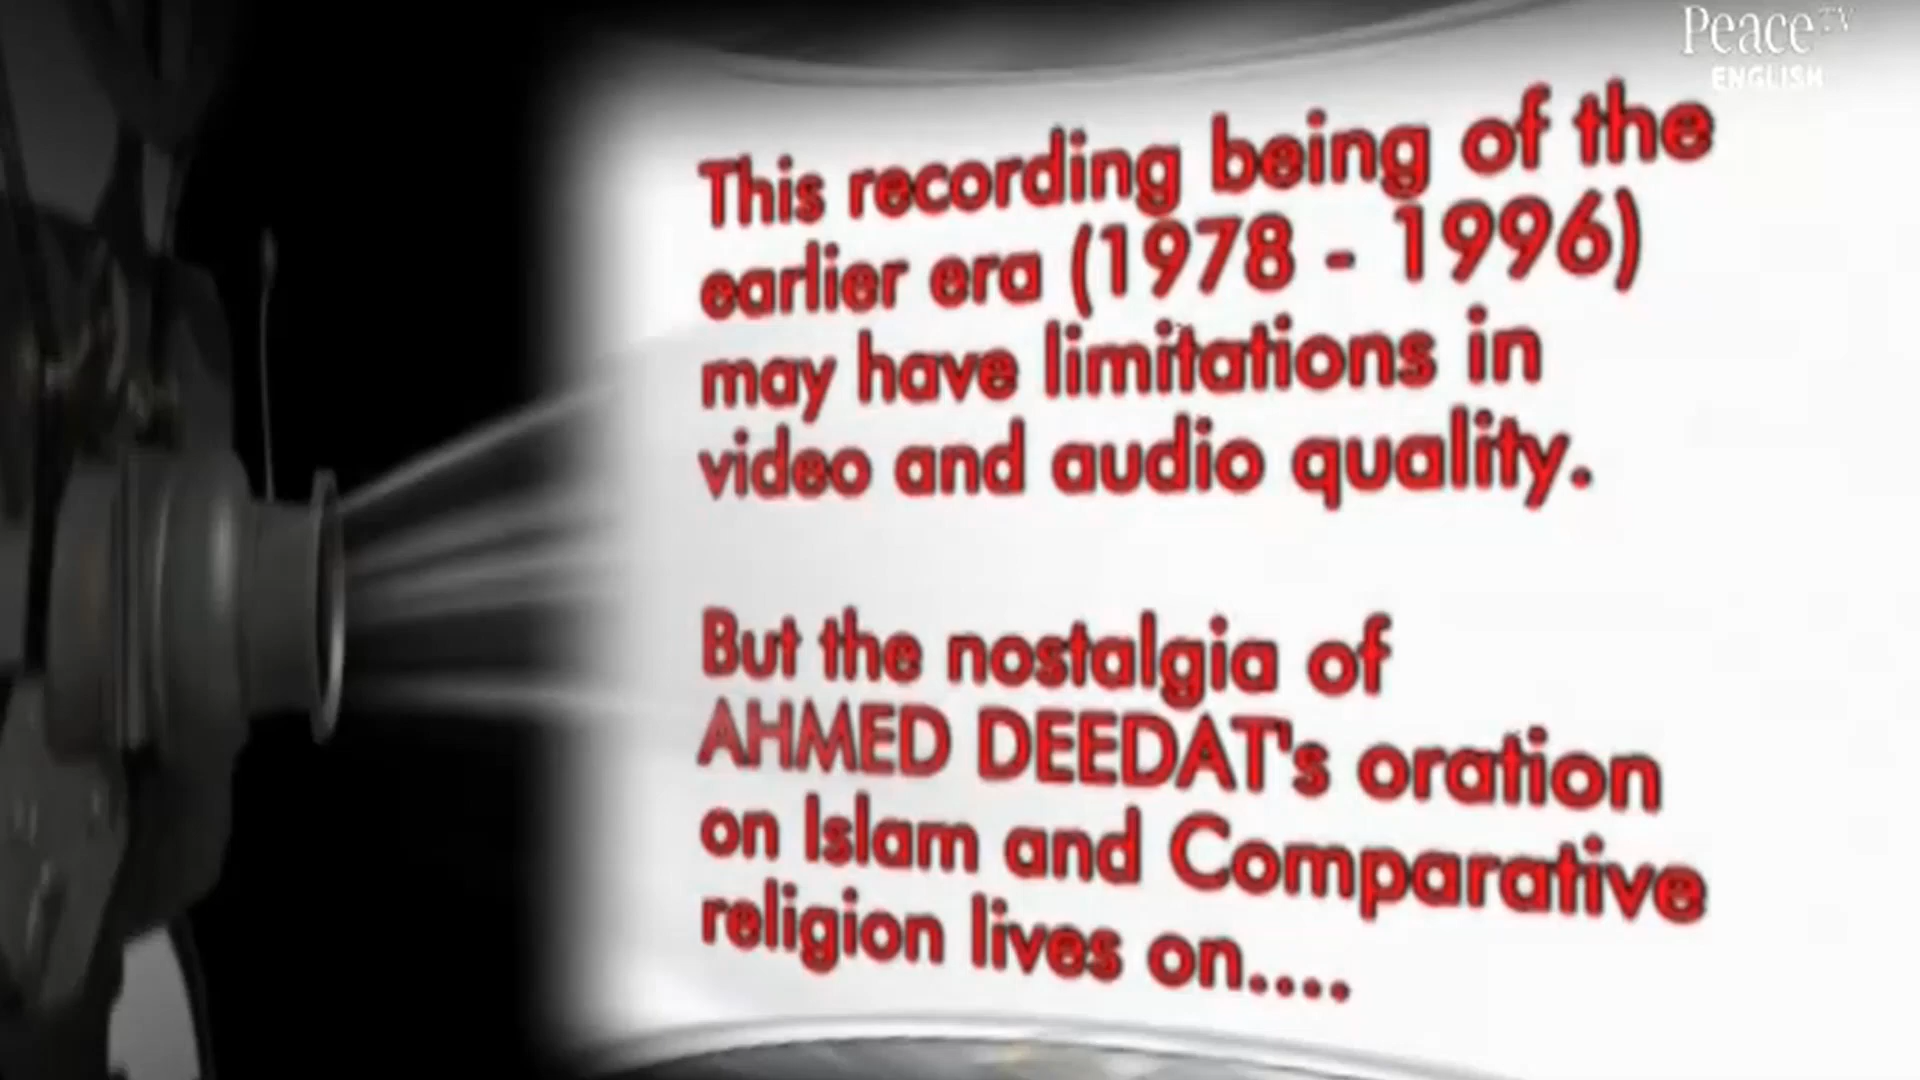 Peace TV
ENGLISH
This recording being of the
earlier era (1978 - 1996)
may have limitations in
video and audio quality.
But the nostalgia of
AHMED DEEDAT's oration
on Islam and Comparative
religion lives on....